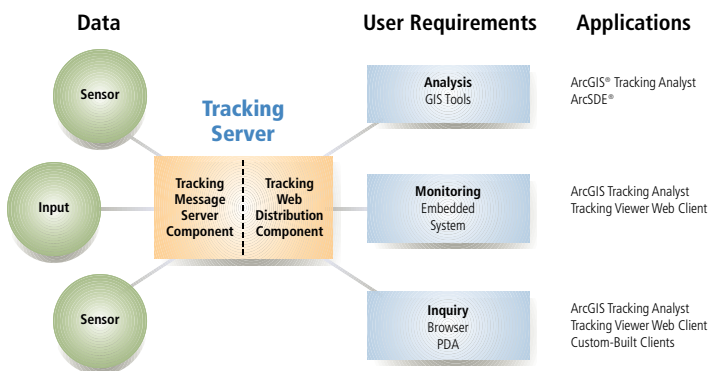 Data
User Requirements
Applications
Sensor
Input
Sensor
Tracking
Server
Tracking
Message
Server
Component
Tracking
Web
Distribution
Component
Analysis
GIS Tools
ArcGIS® Tracking Analyst
ArcSDE®
Monitoring
Embedded
System
ArcGIS Tracking Analyst
Tracking Viewer Web Client
Inquiry
Browser
PDA
ArcGIS Tracking Analyst
Tracking Viewer Web Client
Custom-Built Clients